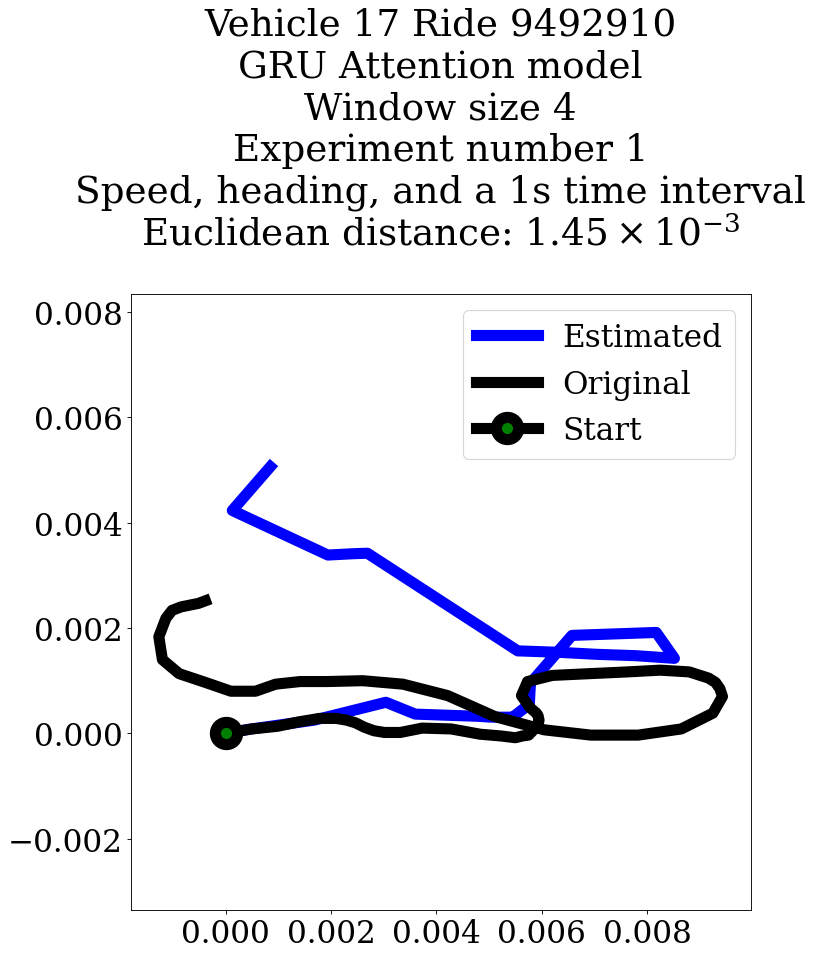 Vehicle 17 Ride 9492910
GRU Attention model
Window size 4
Experiment number 1
Speed, heading, and a 1s time interval
Euclidean distance: 1.45 × 10⁻³
0.008
Estimated
Original
Start
0.006
0.004
0.002
0.000
−0.002
0.000 0.002 0.004 0.006 0.008